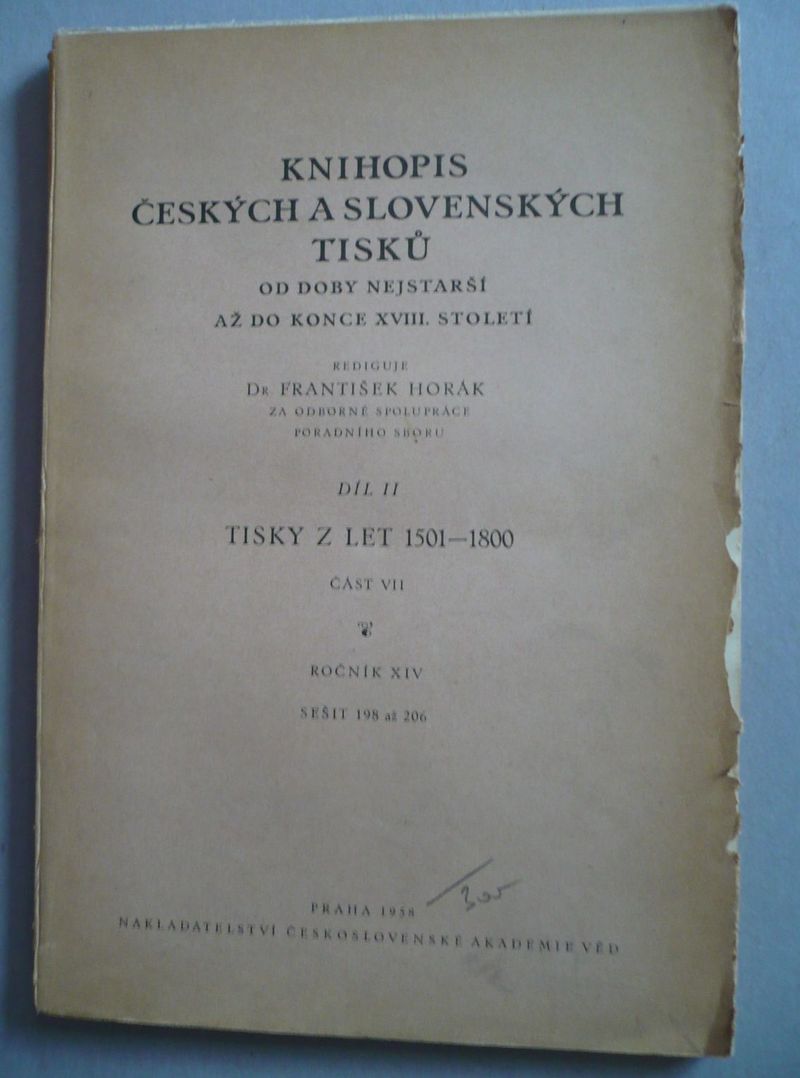 KNIHOPIS
ČESKÝCH A SLOVENSKÝCH
TISKŮ
OD DOBY NEJSTARŠÍ
AŽ DO KONCE XVIII. STOLETÍ
REDIGUJE
DR FRANTIŠEK HORÁK
ZA ODBORNÉ SPOLUPRÁCE
PORADNÍHO SBORU
DÍL II
TISKY Z LET 1501—1800
ČÁST VII
ROČNÍK XIV
SEŠIT 198 až 206
PRAHA 1958
NAKLADATELSTVÍ ČESKOSLOVENSKÉ AKADEMIE VĚD